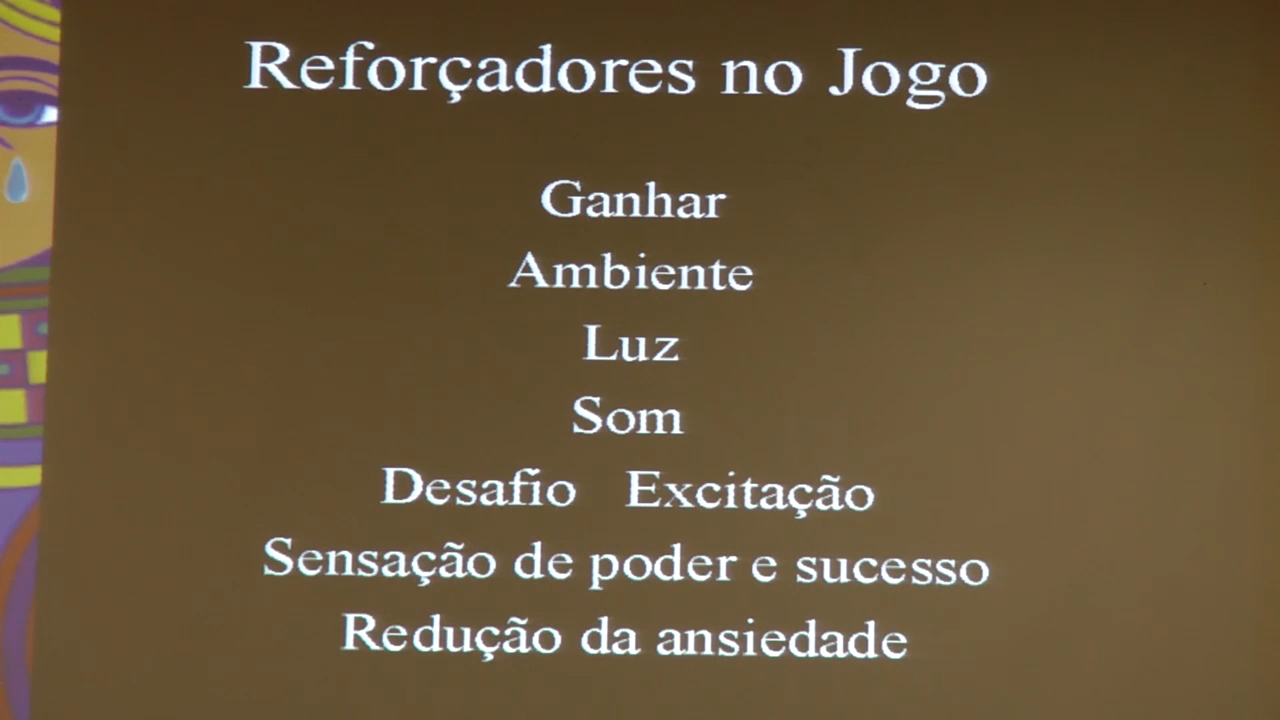 Reforçadores no Jogo
Ganhar
Ambiente
Luz
Som
Desafio Excitação
Sensação de poder e sucesso
Redução da ansiedade